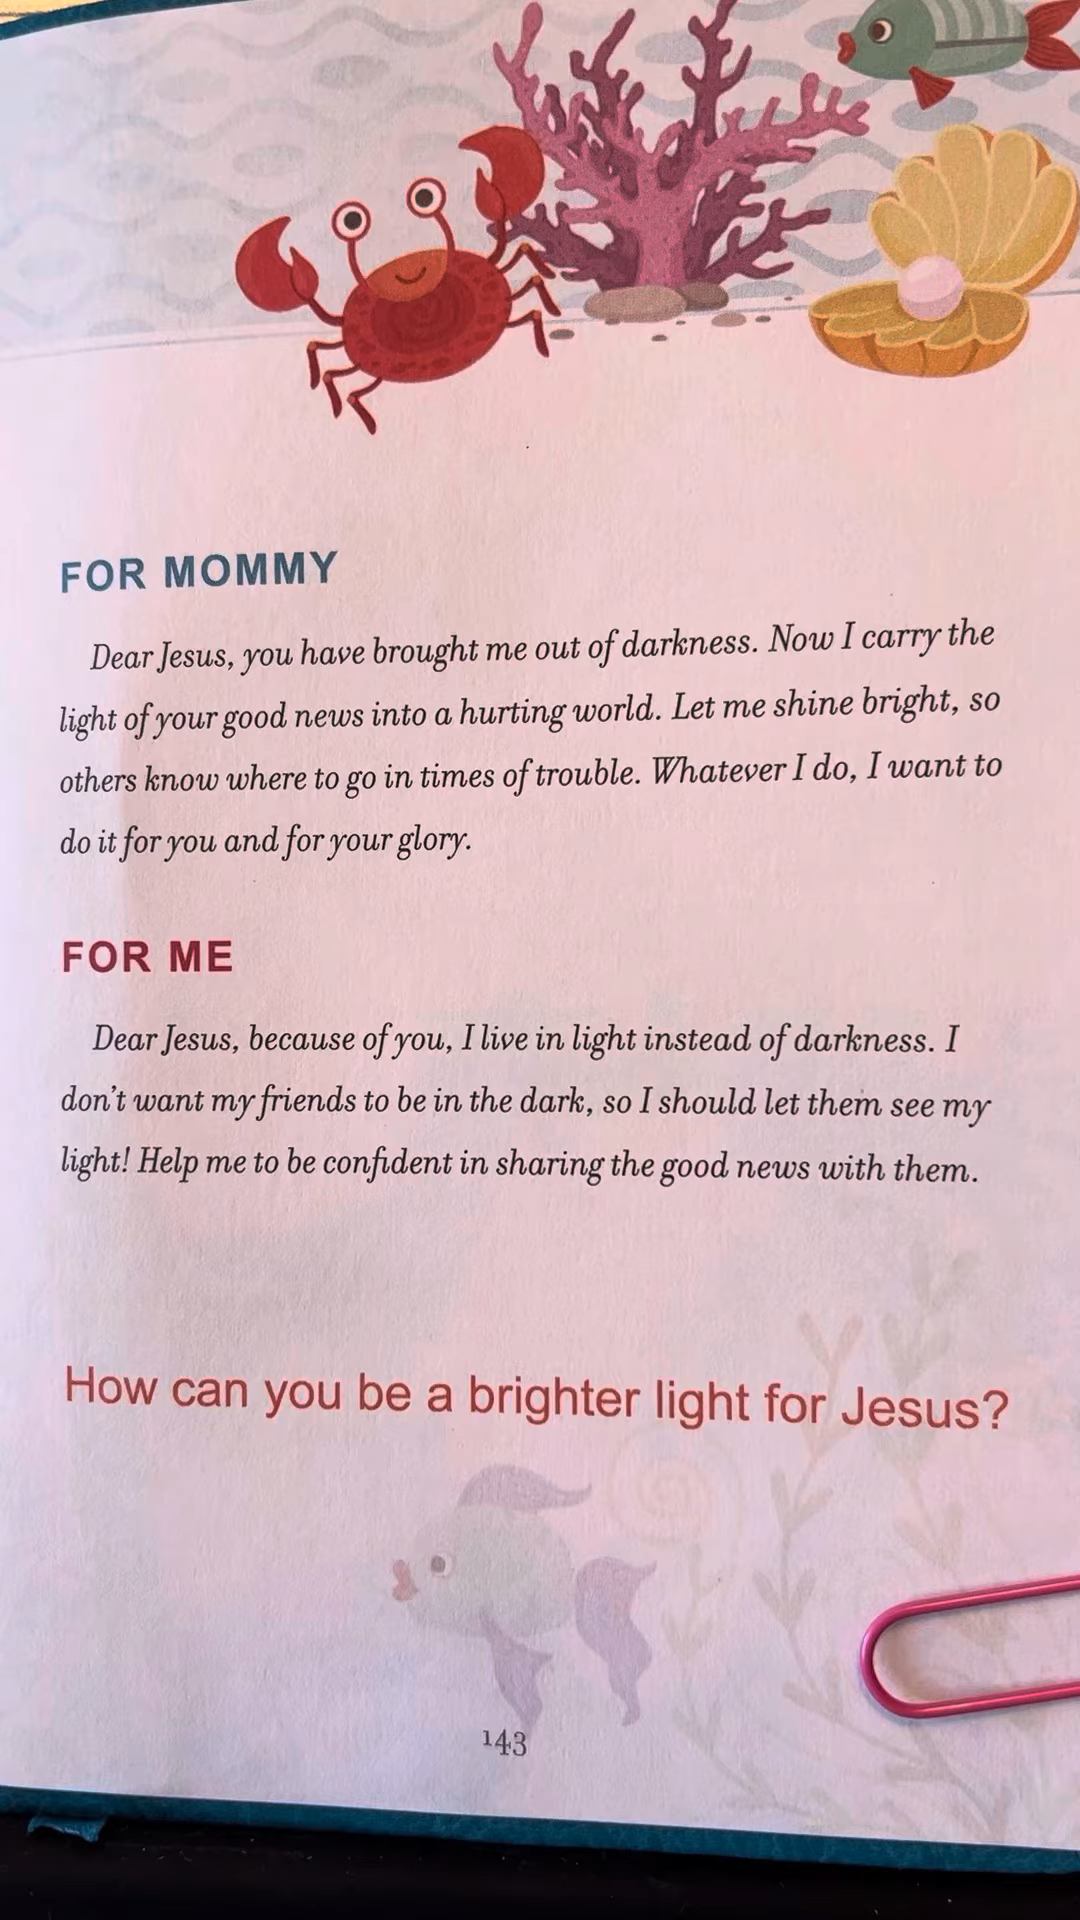 FOR MOMMY
Dear Jesus, you have brought me out of darkness. Now I carry the
light of your good news into a hurting world. Let me shine bright, so
others know where to go in times of trouble. Whatever I do, I want to
do it for you and for your glory.
FOR ME
Dear Jesus, because of you, I live in light instead of darkness. I
don't want my friends to be in the dark, so I should let them see my
light! Help me to be confident in sharing the good news with them.
How can you be a brighter light for Jesus?
143